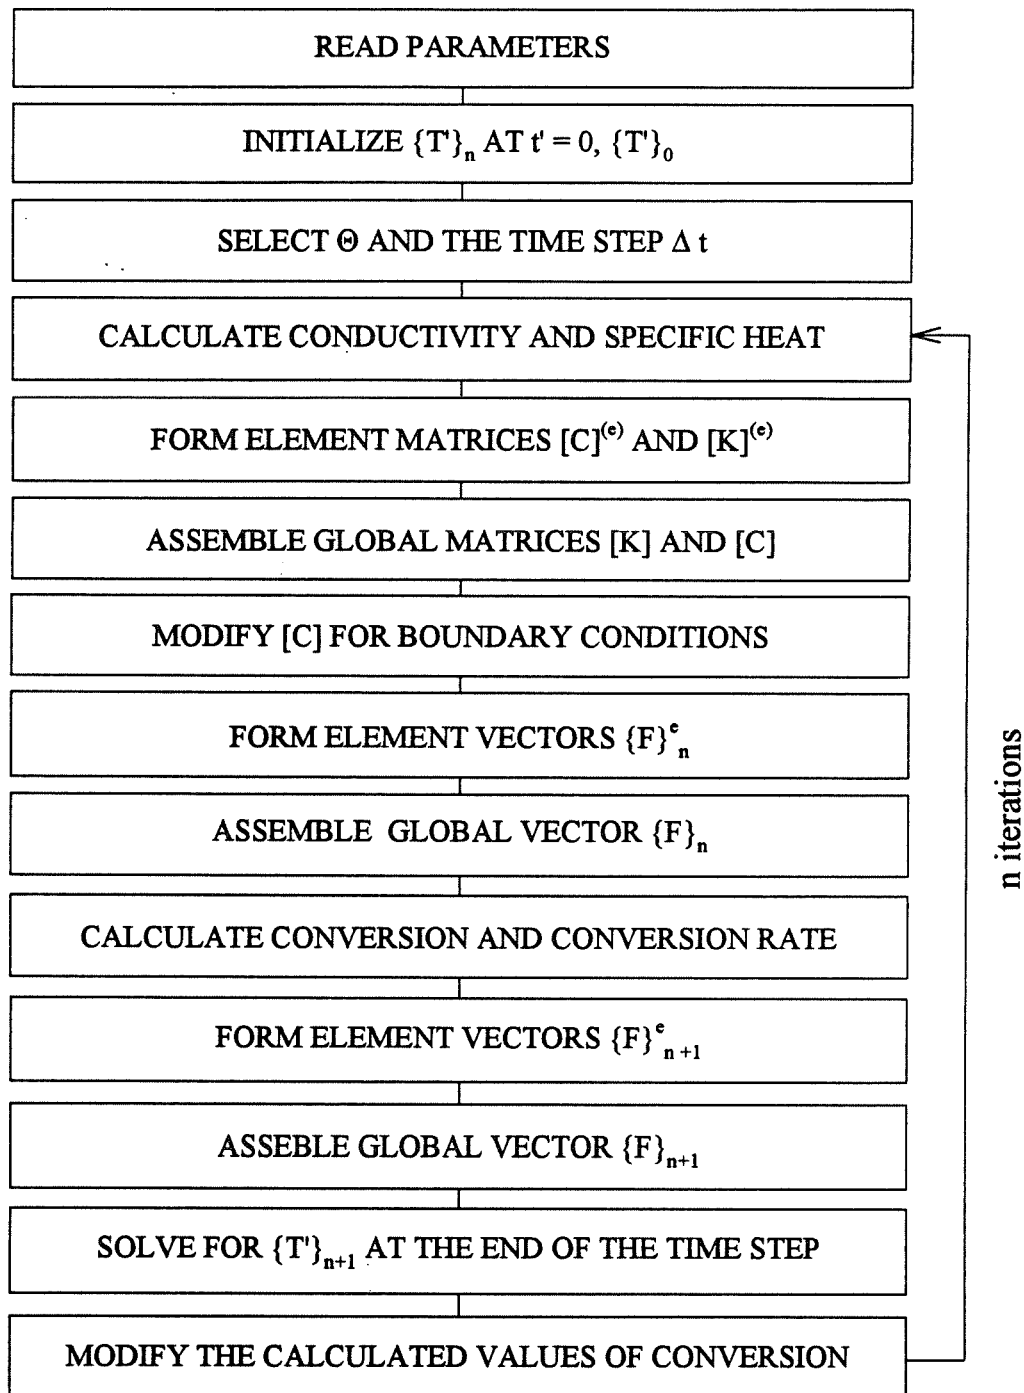 READ PARAMETERS
INITIALIZE {T'}n AT t' = 0, {T'}0
SELECT Θ AND THE TIME STEP Δ t
CALCULATE CONDUCTIVITY AND SPECIFIC HEAT
FORM ELEMENT MATRICES [C](e) AND [K](e)
ASSEMBLE GLOBAL MATRICES [K] AND [C]
MODIFY [C] FOR BOUNDARY CONDITIONS
FORM ELEMENT VECTORS {F}e n
ASSEMBLE GLOBAL VECTOR {F}n
CALCULATE CONVERSION AND CONVERSION RATE
FORM ELEMENT VECTORS {F}e n +1
ASSEBLE GLOBAL VECTOR {F}n+1
SOLVE FOR {T'}n+1 AT THE END OF THE TIME STEP
MODIFY THE CALCULATED VALUES OF CONVERSION
n iterations